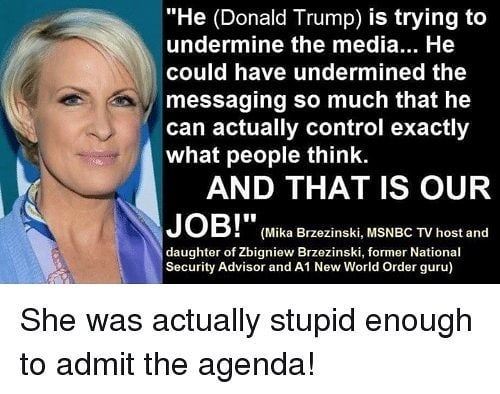 "He (Donald Trump) is trying to
undermine the media... He
could have undermined the
messaging so much that he
can actually control exactly
what people think.
AND THAT IS OUR
JOB!" (Mika Brzezinski, MSNBC TV host and
daughter of Zbigniew Brzezinski, former National
Security Advisor and A1 New World Order guru)
She was actually stupid enough
to admit the agenda!